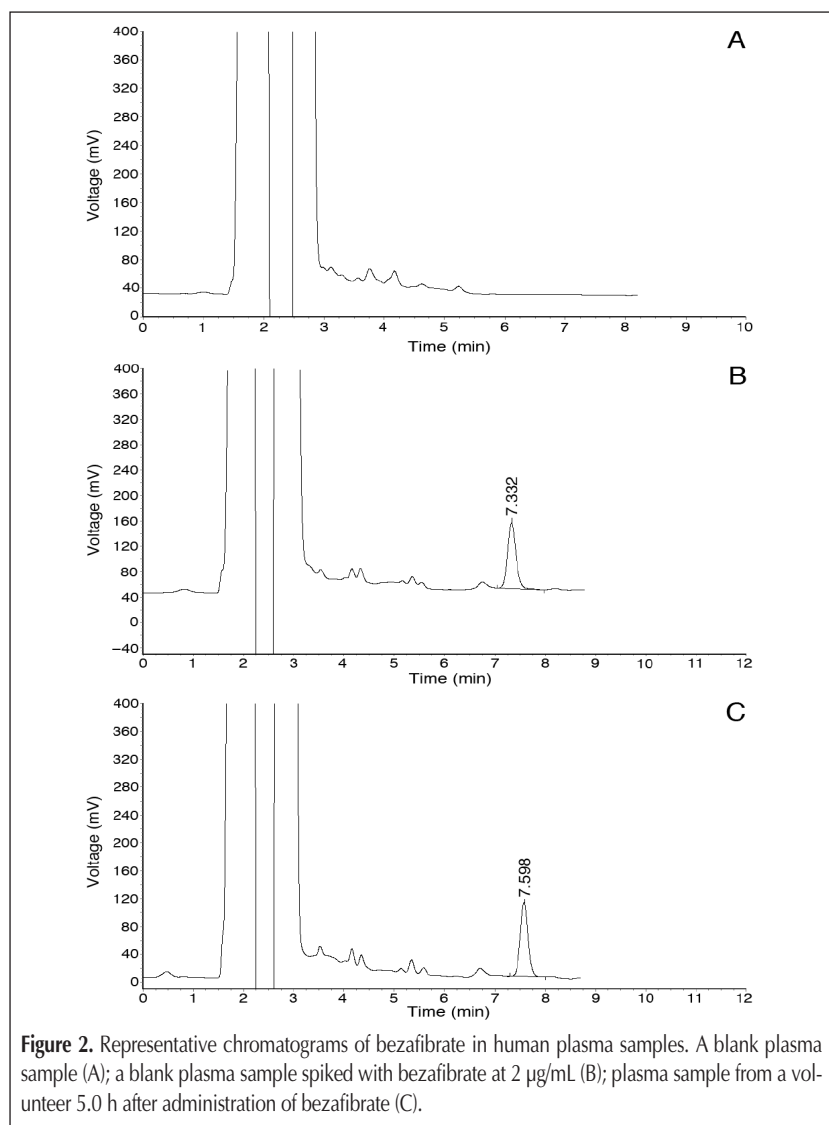 A
400
360
320
280
240
200
160
120
80
40
0
Voltage (mV)
0 1 2 3 4 5 6 7 8 9 10
Time (min)
B
400
360
320
280
240
200
160
120
80
40
0
−40
Voltage (mV)
7.332
0 1 2 3 4 5 6 7 8 9 10 11 12
Time (min)
C
400
360
320
280
240
200
160
120
80
40
0
Voltage (mV)
7.598
0 1 2 3 4 5 6 7 8 9 10 11 12
Time (min)
Figure 2. Representative chromatograms of bezafibrate in human plasma samples. A blank plasma
sample (A); a blank plasma sample spiked with bezafibrate at 2 µg/mL (B); plasma sample from a vol-
unteer 5.0 h after administration of bezafibrate (C).